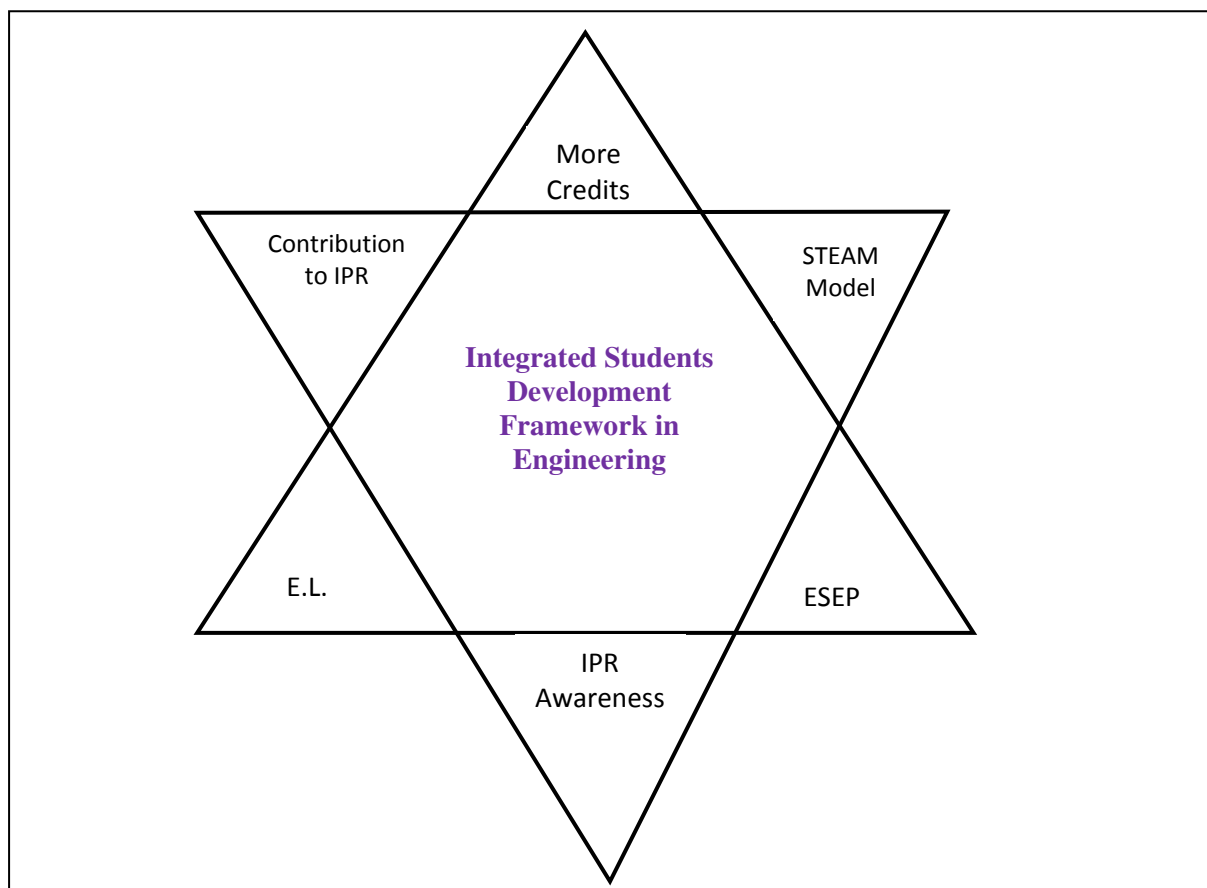 More
Credits
Contribution
to IPR
STEAM
Model
Integrated Students
Development
Framework in
Engineering
E.L.
ESEP
IPR
Awareness